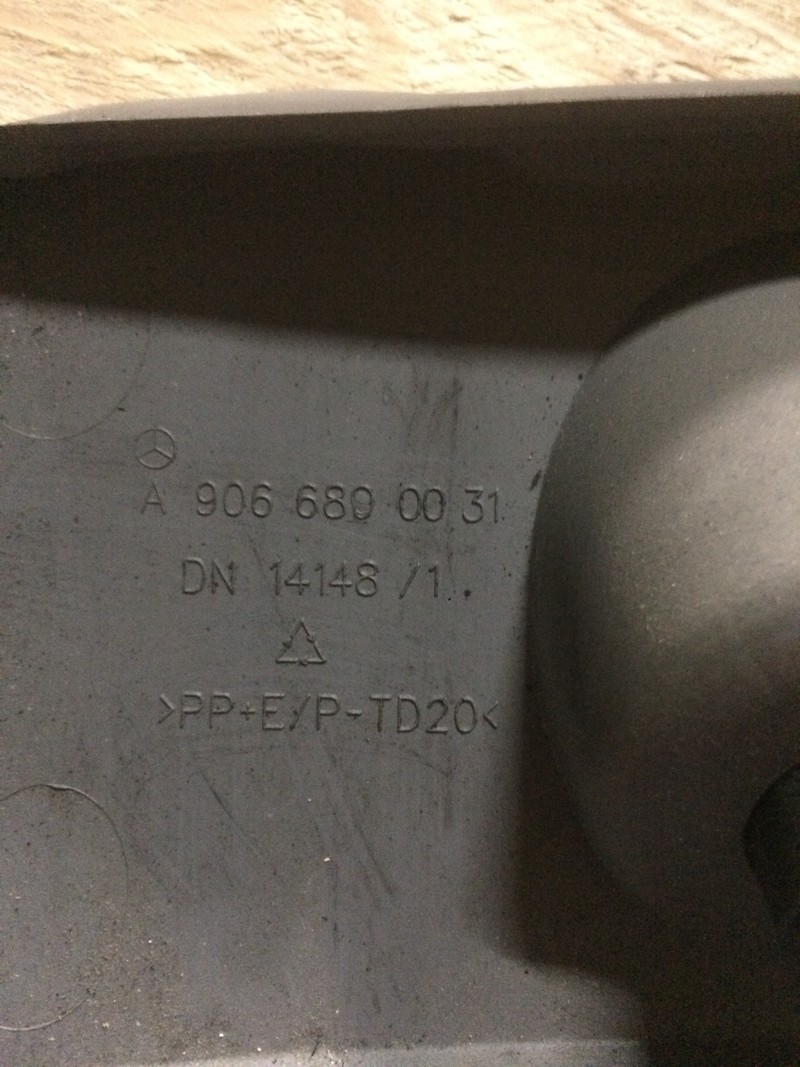 A 906 689 00 31
DN 14148 /1.
>PP+E/P-TD20<